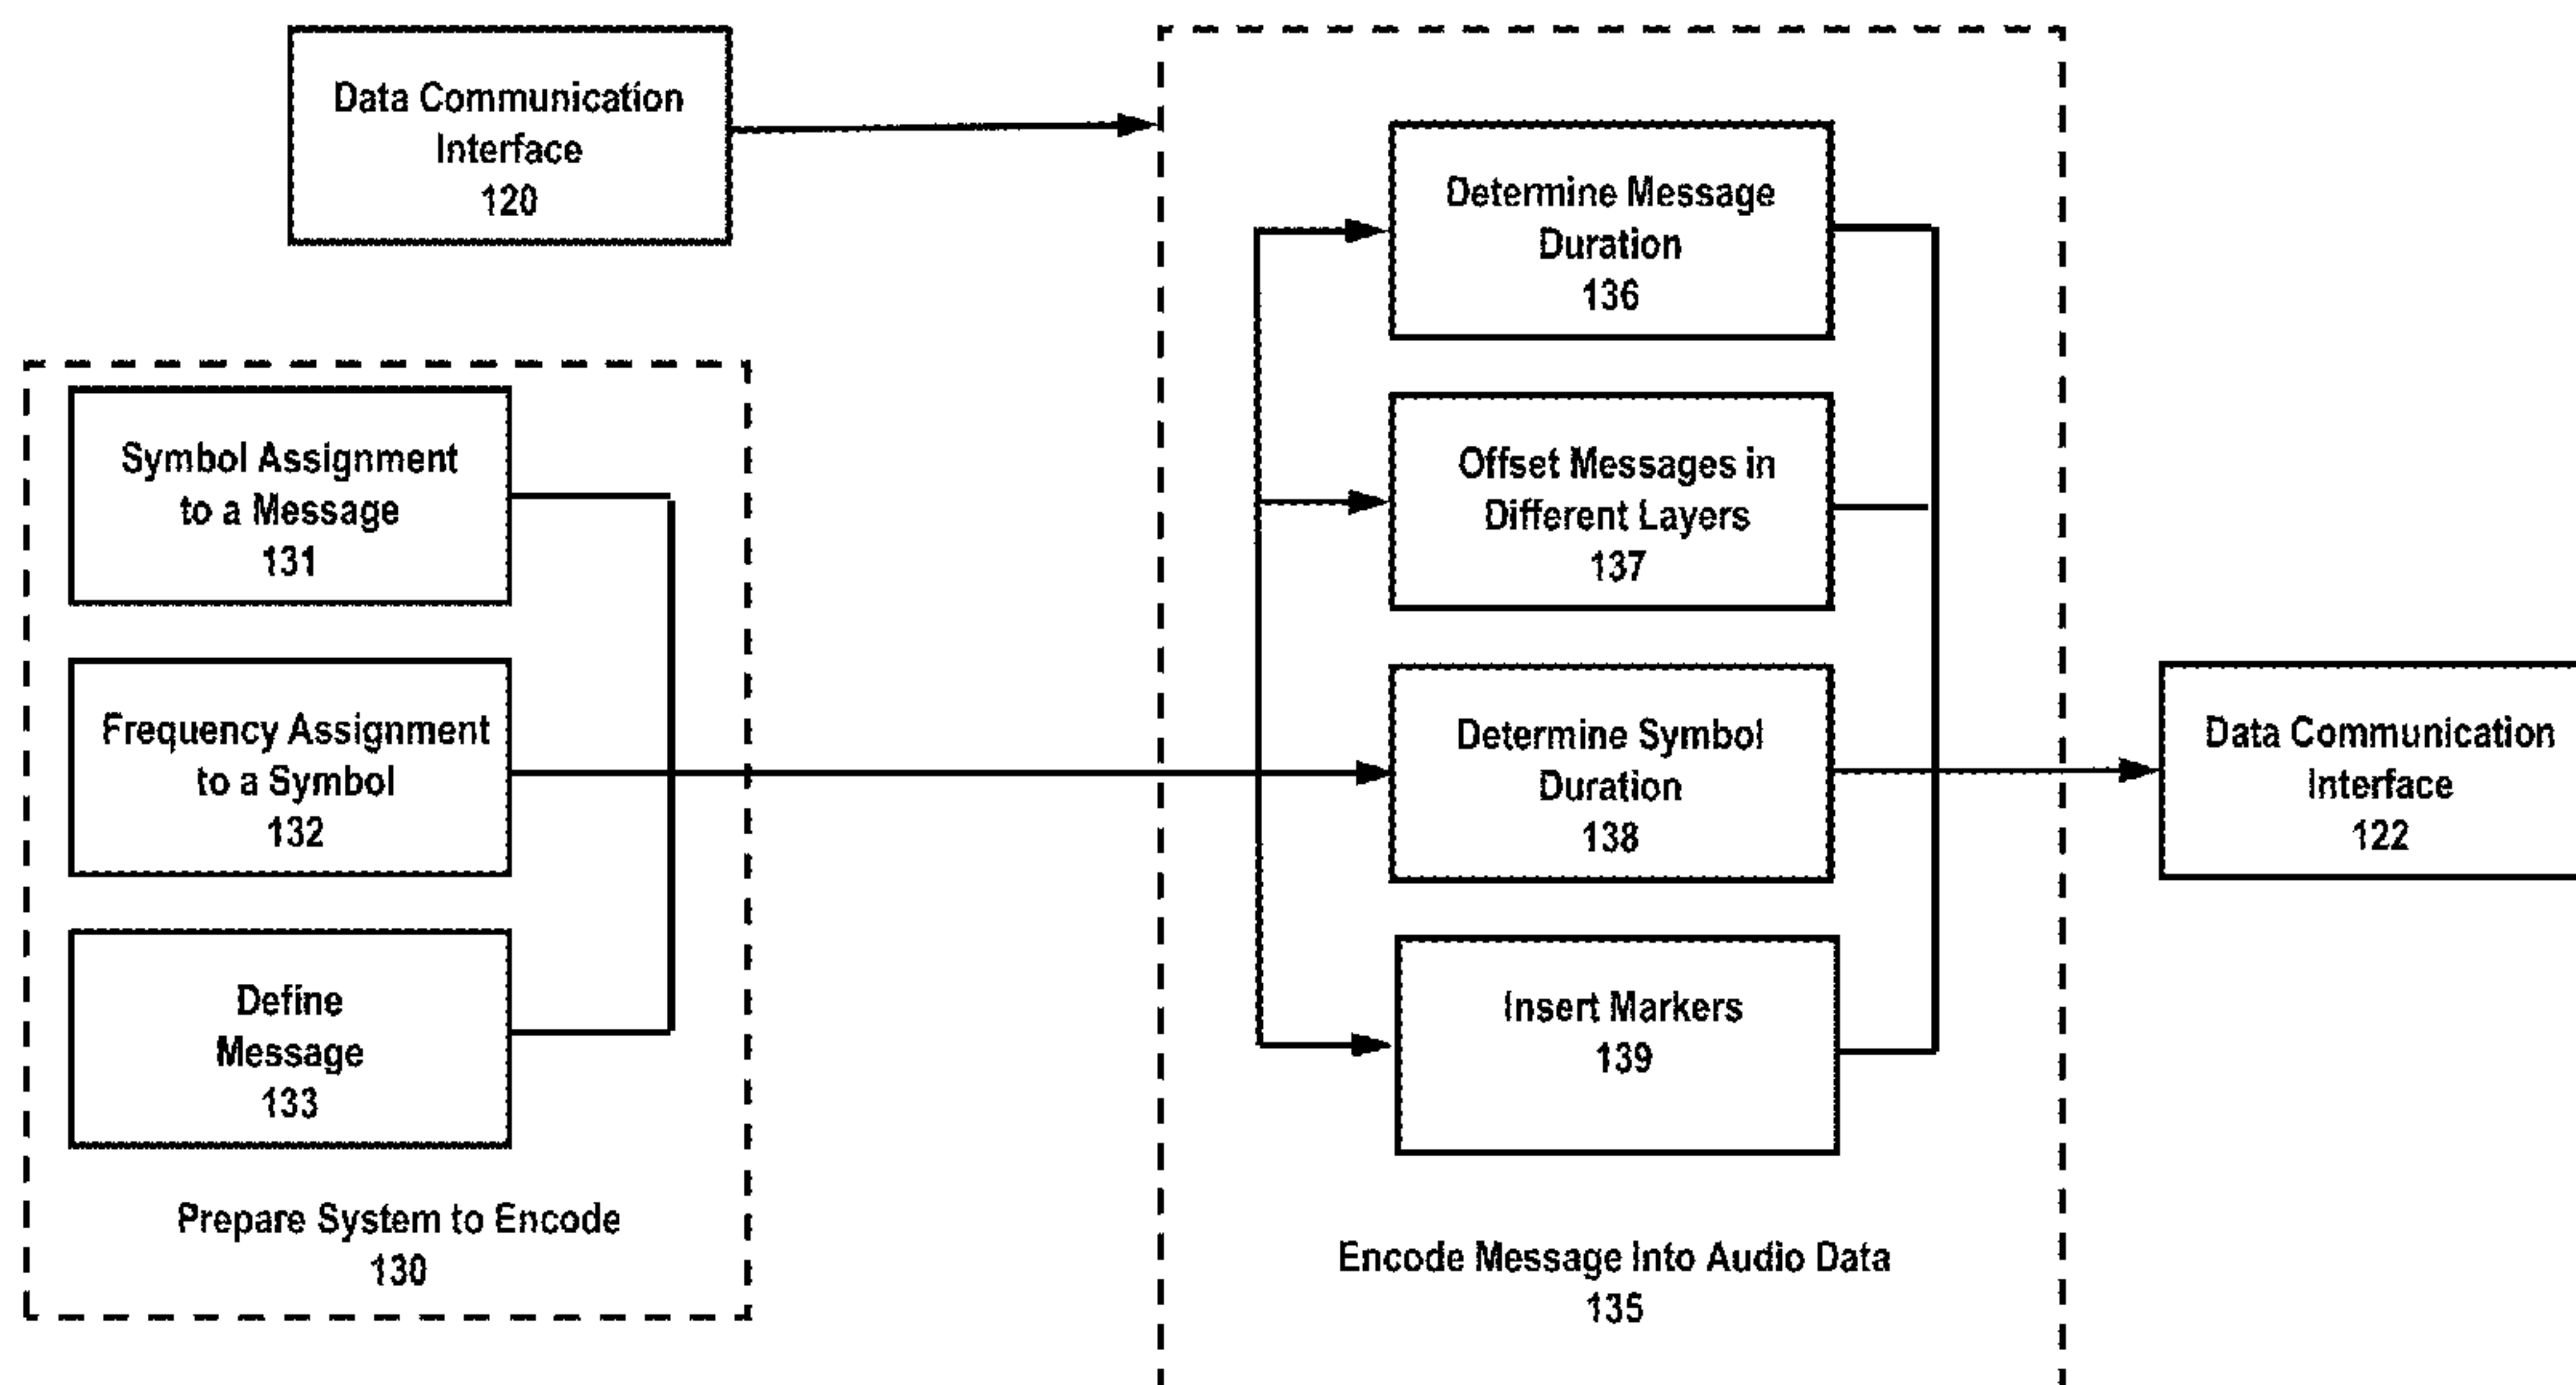 Data Communication
Interface
120
Symbol Assignment
to a Message
131
Frequency Assignment
to a Symbol
132
Define
Message
133
Prepare System to Encode
130
Determine Message
Duration
136
Offset Messages in
Different Layers
137
Determine Symbol
Duration
138
Insert Markers
139
Encode Message Into Audio Data
135
Data Communication
Interface
122